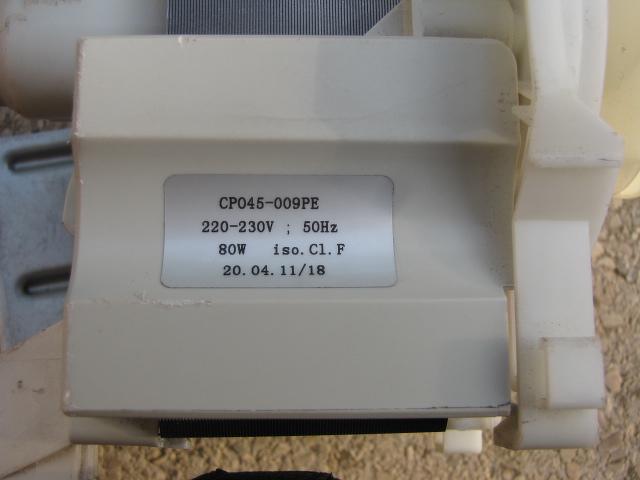 CP045-009PE
220-230V ; 50Hz
80W iso.Cl.F
20.04.11/18